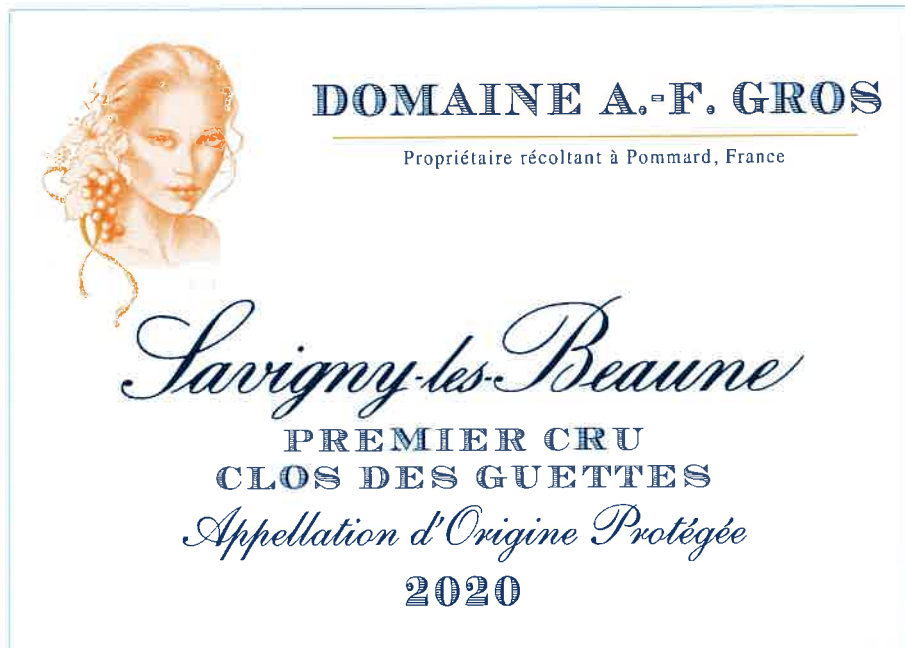 DOMAINE A.-F. GROS
Propriétaire récoltant à Pommard, France
Savigny-les-Beaune
PREMIER CRU
CLOS DES GUETTES
Appellation d'Origine Protégée
2020